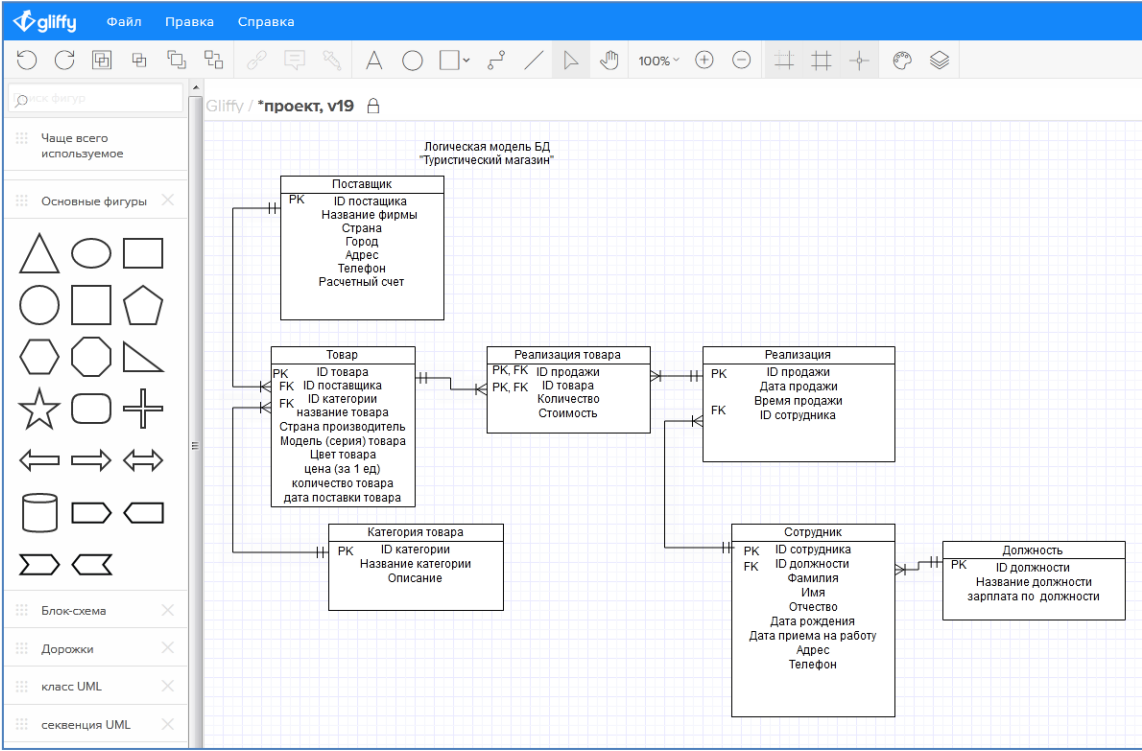 gliffy Файл Правка Справка
100%
Поиск фигур
Gliffy / *проект, v19
Чаще всего
используемое
Основные фигуры
Блок-схема
Дорожки
класс UML
секвенция UML
Логическая модель БД
"Туристический магазин"
Поставщик
PK ID постащика
Название фирмы
Страна
Город
Адрес
Телефон
Расчетный счет
Товар
PK ID товара
FK ID поставщика
FK ID категории
название товара
Страна производитель
Модель (серия) товара
Цвет товара
цена (за 1 ед)
количество товара
дата поставки товара
Реализация товара
PK, FK ID продажи
PK, FK ID товара
Количество
Стоимость
Реализация
PK ID продажи
Дата продажи
Время продажи
FK ID сотрудника
Категория товара
PK ID категории
Название категории
Описание
Сотрудник
PK ID сотрудника
FK ID должности
Фамилия
Имя
Отчество
Дата рождения
Дата приема на работу
Адрес
Телефон
Должность
PK ID должности
Название должности
зарплата по должности